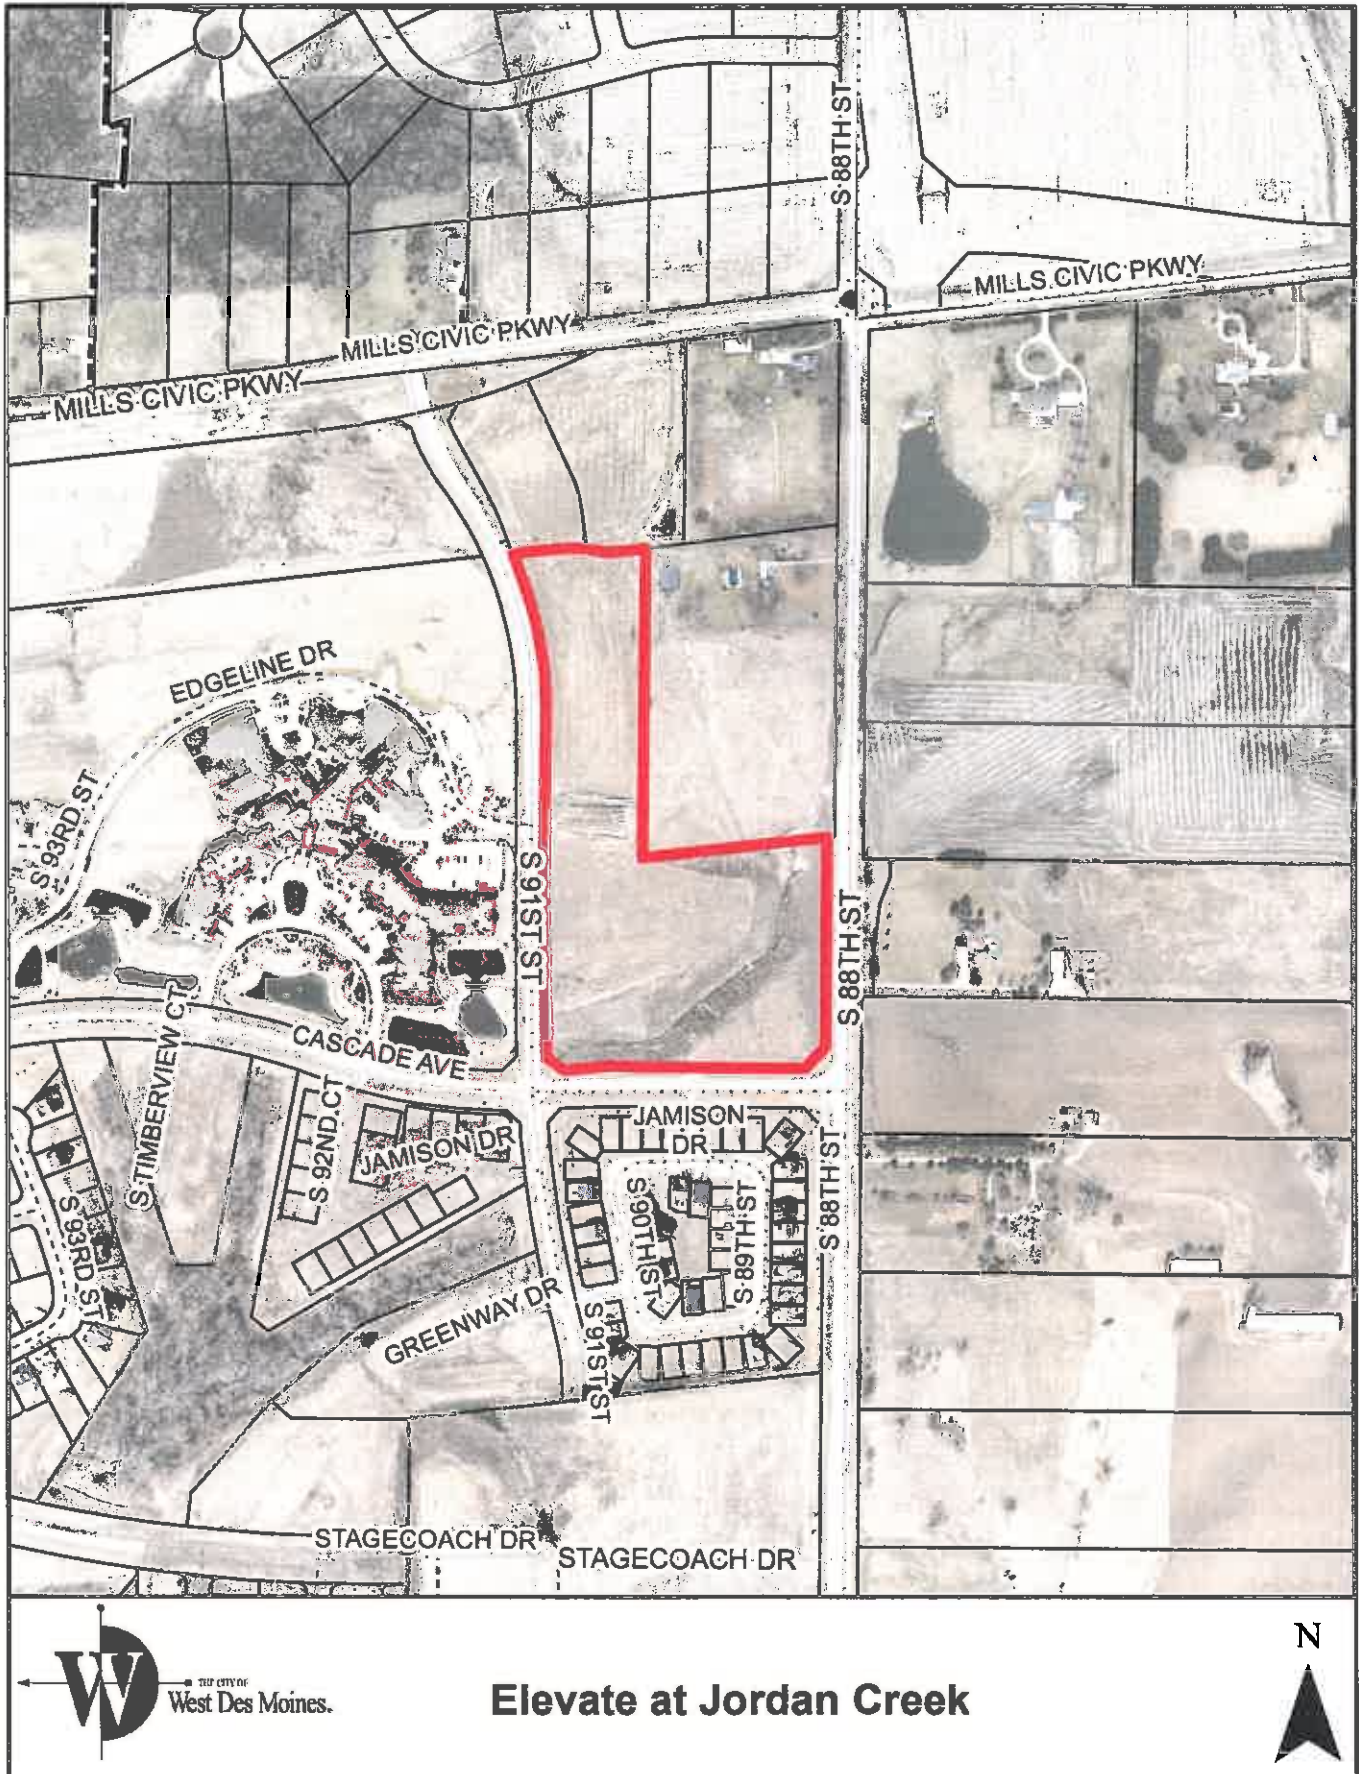 S 88TH ST
MILLS CIVIC PKWY
MILLS CIVIC PKWY
MILLS CIVIC PKWY
EDGELINE DR
S 93RD ST
S 91ST ST
S 88TH ST
S TIMBERVIEW CT
CASCADE AVE
S 92ND CT
JAMISON DR
JAMISON
DR
S 93RD ST
S 90TH ST
S 89TH ST
S 88TH ST
GREENWAY DR
S 91ST ST
STAGECOACH DR
STAGECOACH DR
W
THE CITY OF
West Des Moines.
Elevate at Jordan Creek
N